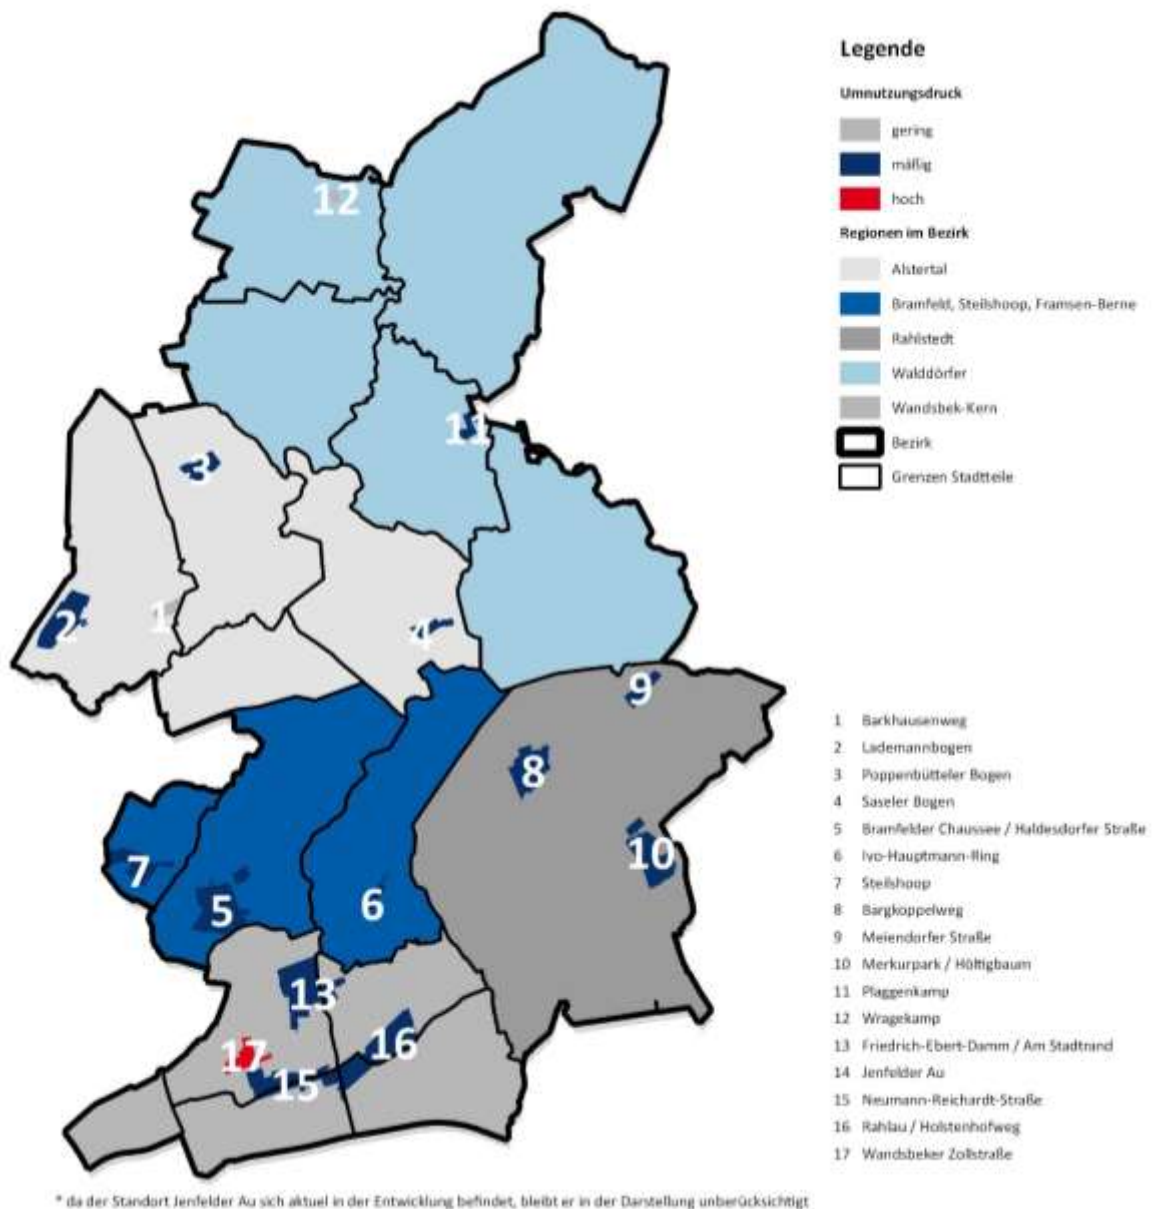 Legende
Umnutzungsdruck
gering
mäßig
hoch
Regionen im Bezirk
Alstertal
Bramfeld, Steilshoop, Framsen-Berne
Rahlstedt
Walddörfer
Wandsbek-Kern
Bezirk
Grenzen Stadtteile
12
11
3
2
1
4
9
8
10
7
5
6
13
17
16
15
1 Barkhausenweg
2 Lademannbogen
3 Poppenbütteler Bogen
4 Saseler Bogen
5 Bramfelder Chaussee / Haldesdorfer Straße
6 Ivo-Hauptmann-Ring
7 Steilshoop
8 Bargkoppelweg
9 Meiendorfer Straße
10 Merkurpark / Höltigbaum
11 Plaggenkamp
12 Wragekamp
13 Friedrich-Ebert-Damm / Am Stadtrand
14 Jenfelder Au
15 Neumann-Reichardt-Straße
16 Rahlau / Holstenhofweg
17 Wandsbeker Zollstraße
* da der Standort Jenfelder Au sich aktuel in der Entwicklung befindet, bleibt er in der Darstellung unberücksichtigt